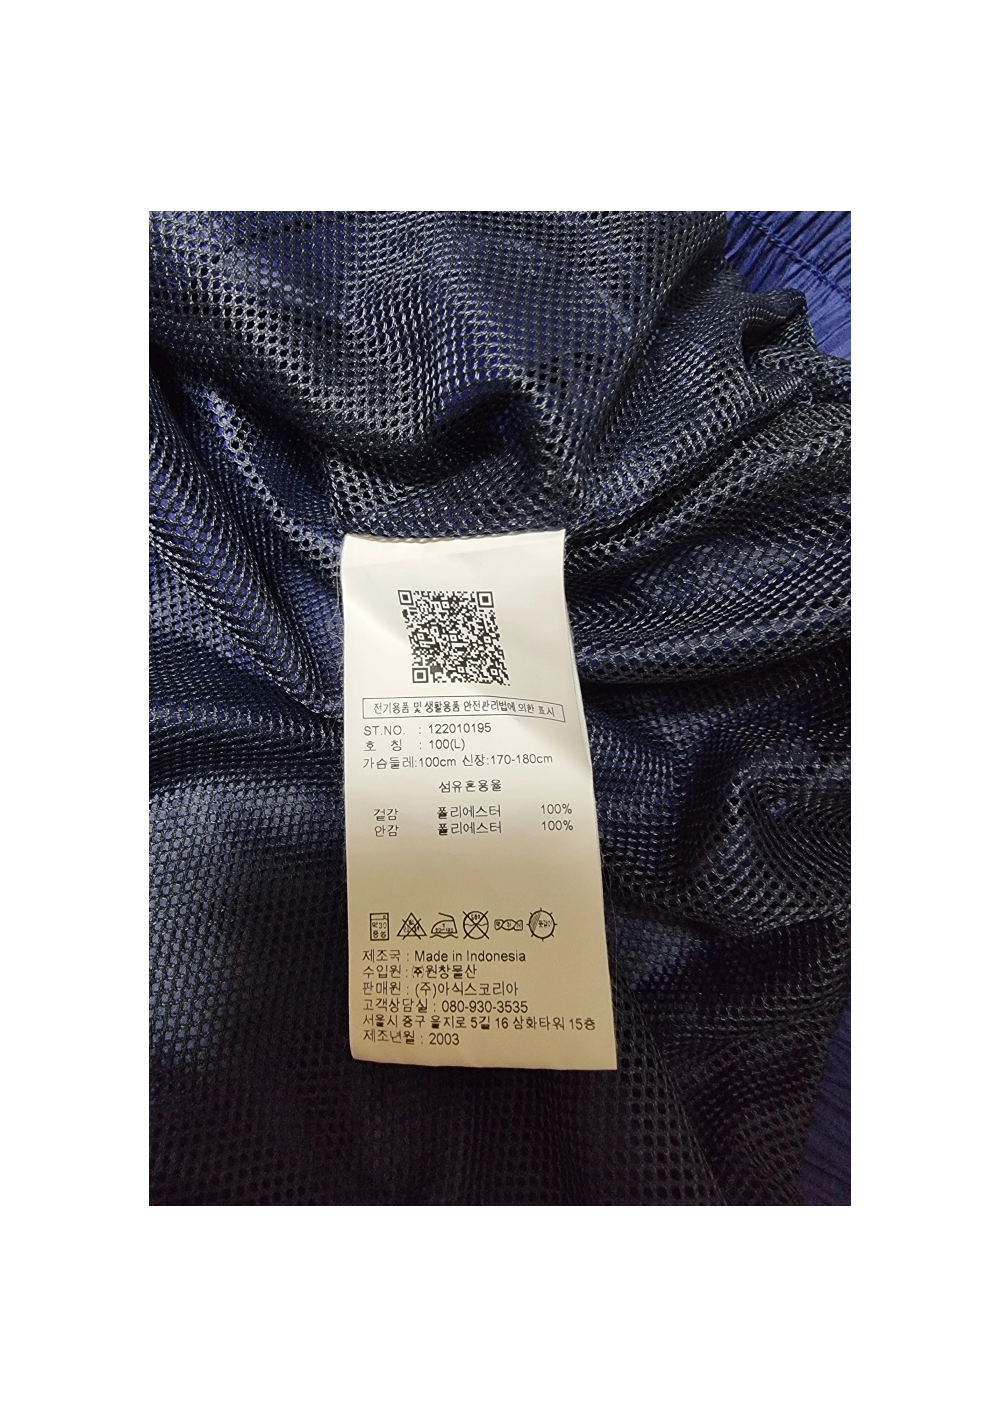 전기용품 및 생활용품 안전관리법에 의한 표시
ST.NO. : 122010195
호 칭 : 100(L)
가슴둘레:100cm 신장:170-180cm
섬유혼용율
겉감 폴리에스터 100%
안감 폴리에스터 100%
약30
중성
제조국 : Made in Indonesia
수입원 : ㈜원창물산
판매원 : (주)아식스코리아
고객상담실 : 080-930-3535
서울시 중구 을지로 5길 16 삼화타워 15층
제조년월 : 2003